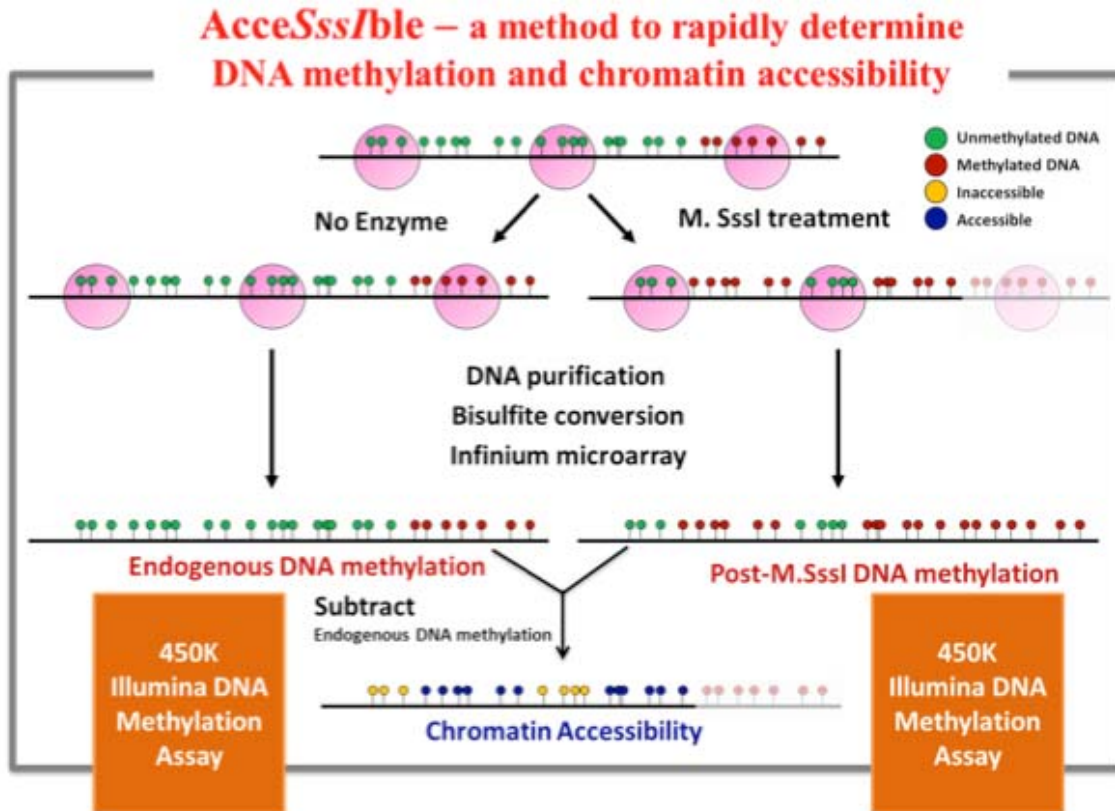 AcceSssIble – a method to rapidly determine
DNA methylation and chromatin accessibility
Unmethylated DNA
Methylated DNA
Inaccessible
Accessible
No Enzyme
M. SssI treatment
DNA purification
Bisulfite conversion
Infinium microarray
Endogenous DNA methylation
Post-M.SssI DNA methylation
Subtract
Endogenous DNA methylation
450K
Illumina DNA
Methylation
Assay
450K
Illumina DNA
Methylation
Assay
Chromatin Accessibility